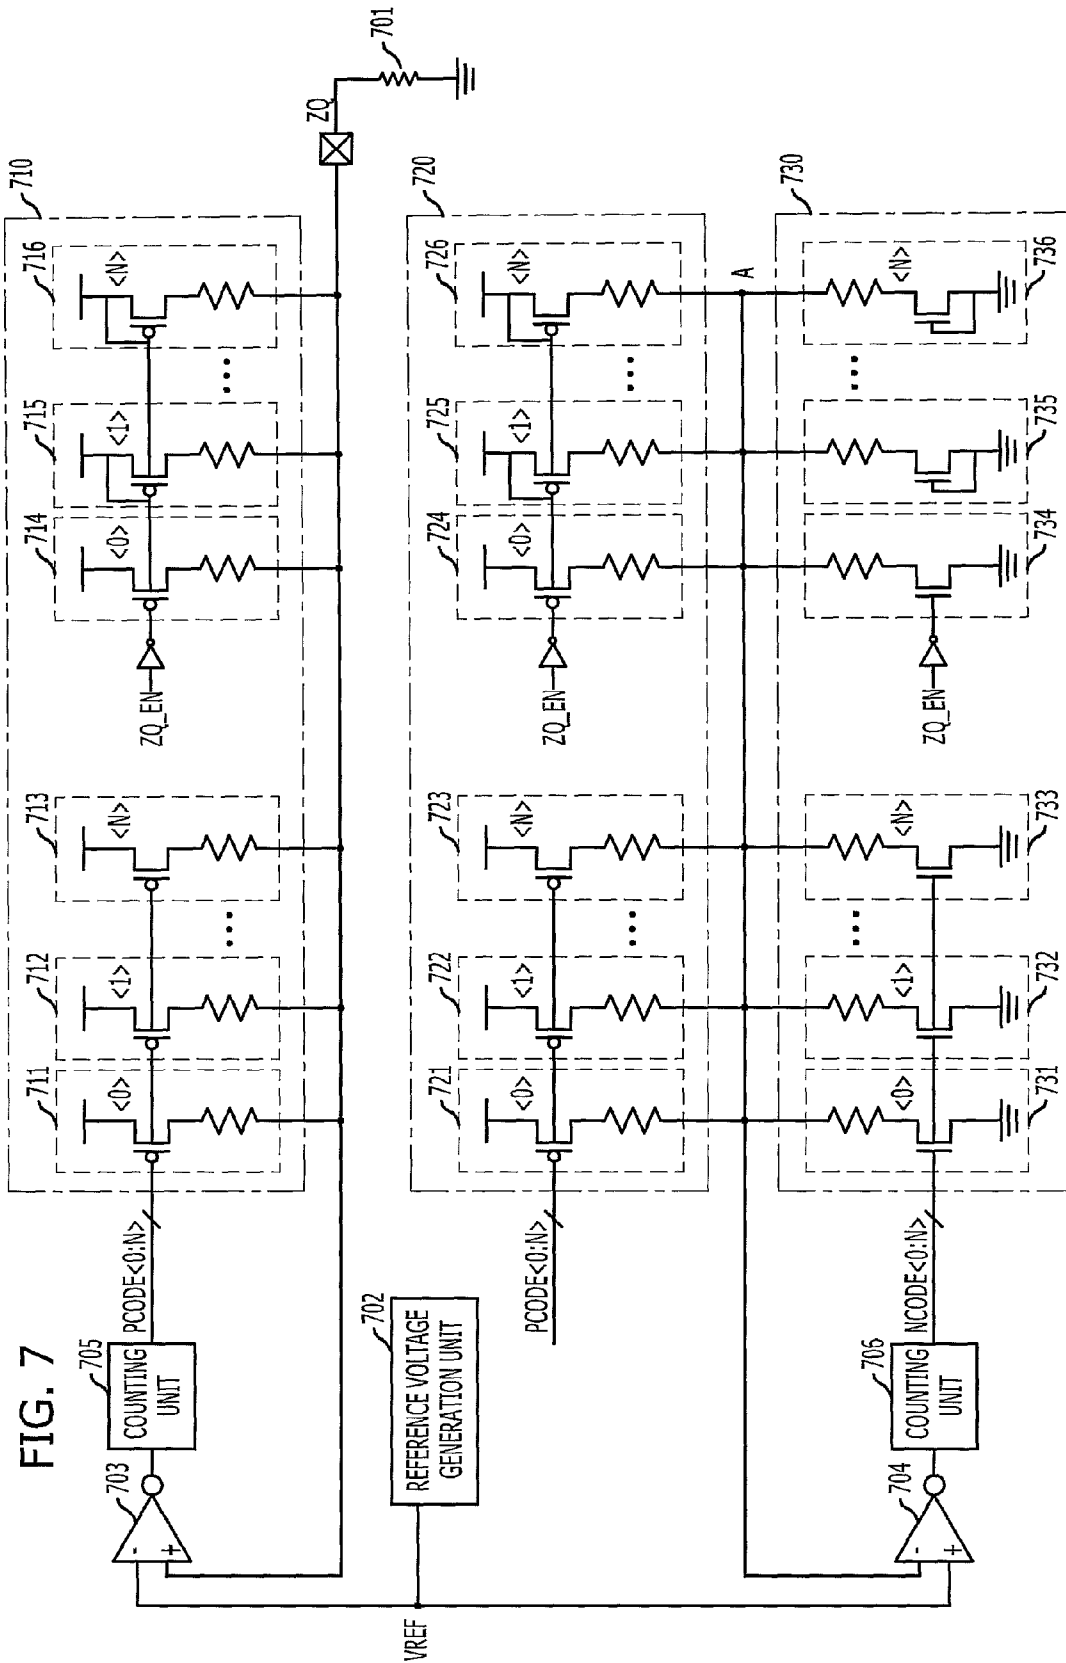 FIG. 7
703
705
COUNTING
UNIT
PCODE<0:N>
710
711
<0>
712
<1>
713
<N>
ZQ_EN
714
<0>
715
<1>
716
<N>
ZQ
701
-
+
VREF
702
REFERENCE VOLTAGE
GENERATION UNIT
PCODE<0:N>
720
721
<0>
722
<1>
723
<N>
ZQ_EN
724
<0>
725
<1>
726
<N>
A
704
-
+
706
COUNTING
UNIT
NCODE<0:N>
730
<0>
731
<1>
732
<N>
733
ZQ_EN
734
735
<N>
736